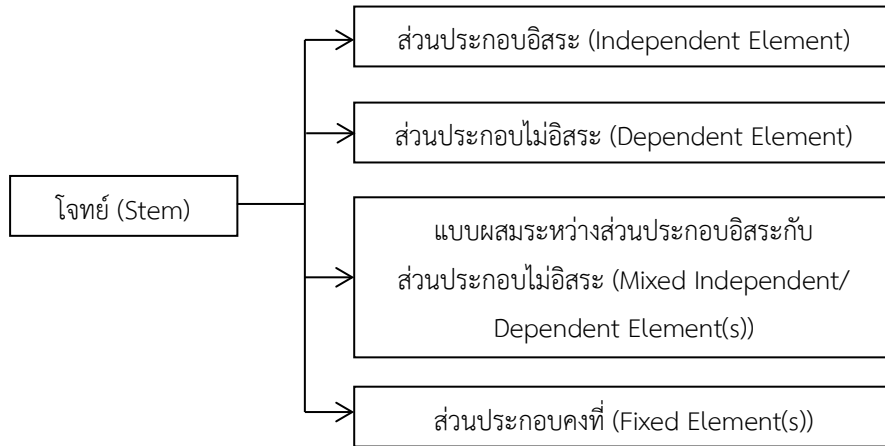 ส่วนประกอบอิสระ (Independent Element)
ส่วนประกอบไม่อิสระ (Dependent Element)
โจทย์ (Stem)
แบบผสมระหว่างส่วนประกอบอิสระกับ
ส่วนประกอบไม่อิสระ (Mixed Independent/
Dependent Element(s))
ส่วนประกอบคงที่ (Fixed Element(s))